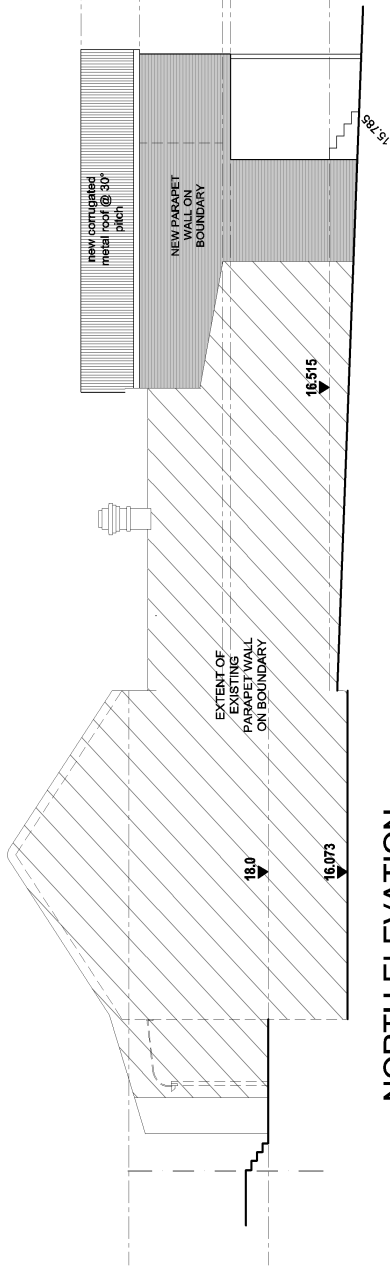 new corrugated
metal roof @ 30°
pitch
NEW PARAPET
WALL ON
BOUNDARY
15.785
16.515
EXTENT OF
EXISTING
PARAPET WALL
ON BOUNDARY
18.0
16.073
NORTH ELEVATION